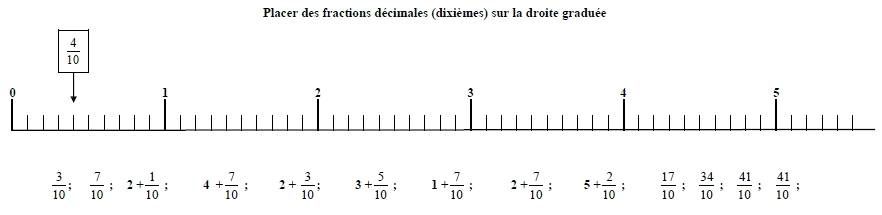 Placer des fractions décimales (dixièmes) sur la droite graduée
4/10
0 1 2 3 4 5
3/10 ; 7/10 ; 2 + 1/10 ; 4 + 7/10 ; 2 + 3/10 ; 3 + 5/10 ; 1 + 7/10 ; 2 + 7/10 ; 5 + 2/10 ; 17/10 ; 34/10 ; 41/10 ; 41/10 ;